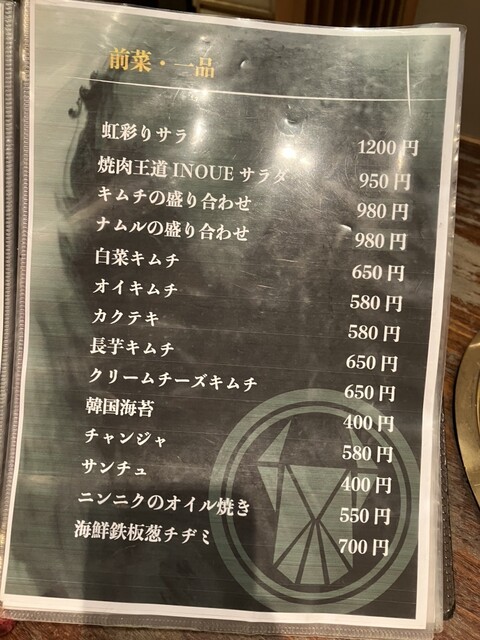 前菜・一品
虹彩りサラ 1200円
焼肉王道 INOUE サラダ 950円
キムチの盛り合わせ 980円
ナムルの盛り合わせ 980円
白菜キムチ 650円
オイキムチ 580円
カクテキ 580円
長芋キムチ 650円
クリームチーズキムチ 650円
韓国海苔 400円
チャンジャ 580円
サンチュ 400円
ニンニクのオイル焼き 550円
海鮮鉄板葱チヂミ 700円